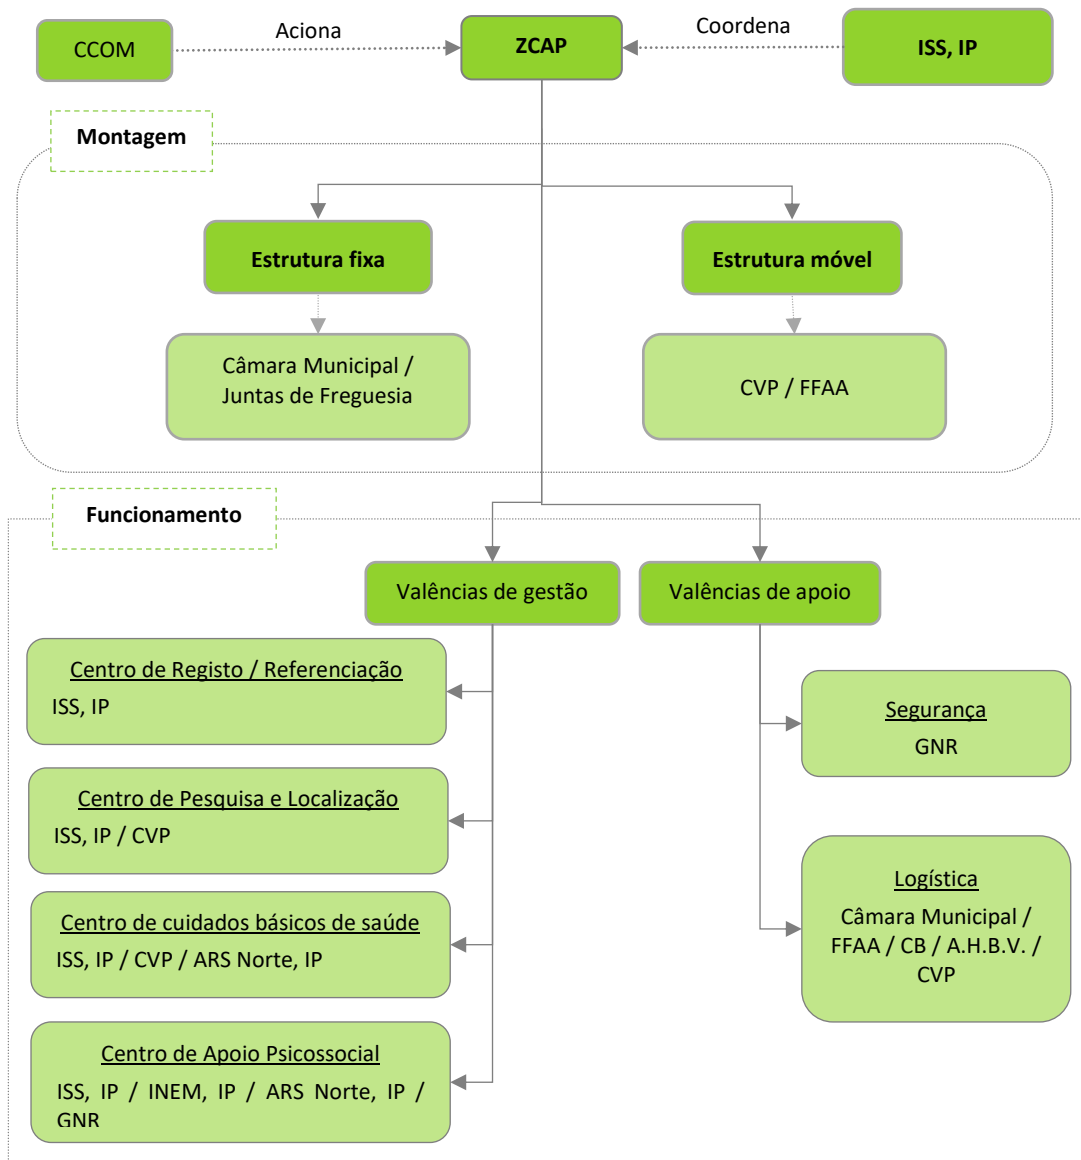 CCOM
Aciona
ZCAP
Coordena
ISS, IP
Montagem
Estrutura fixa
Estrutura móvel
Câmara Municipal /
Juntas de Freguesia
CVP / FFAA
Funcionamento
Valências de gestão
Valências de apoio
Centro de Registo / Referenciação
ISS, IP
Centro de Pesquisa e Localização
ISS, IP / CVP
Centro de cuidados básicos de saúde
ISS, IP / CVP / ARS Norte, IP
Centro de Apoio Psicossocial
ISS, IP / INEM, IP / ARS Norte, IP /
GNR
Segurança
GNR
Logística
Câmara Municipal /
FFAA / CB / A.H.B.V. /
CVP